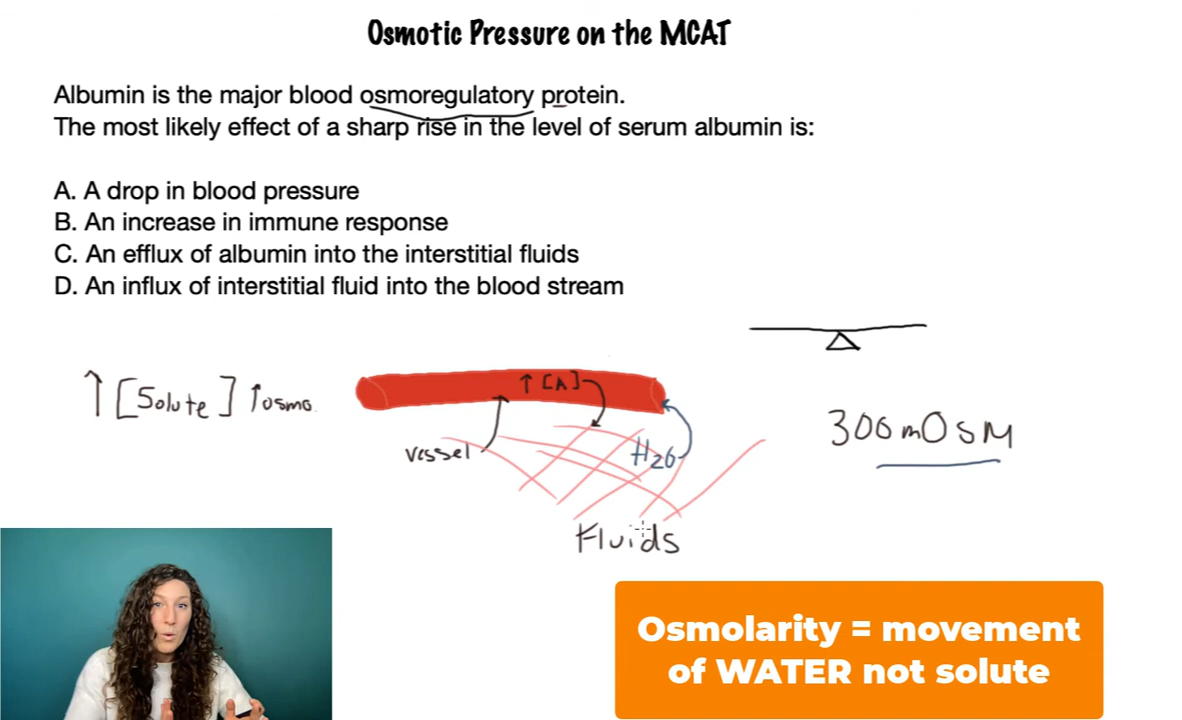 Osmotic Pressure on the MCAT
Albumin is the major blood osmoregulatory protein.
The most likely effect of a sharp rise in the level of serum albumin is:
A. A drop in blood pressure
B. An increase in immune response
C. An efflux of albumin into the interstitial fluids
D. An influx of interstitial fluid into the blood stream
↑ [Solute] ↑osmo.
↑ [A]
vessel
H20
300 mOsM
Fluids
Osmolarity = movement
of WATER not solute